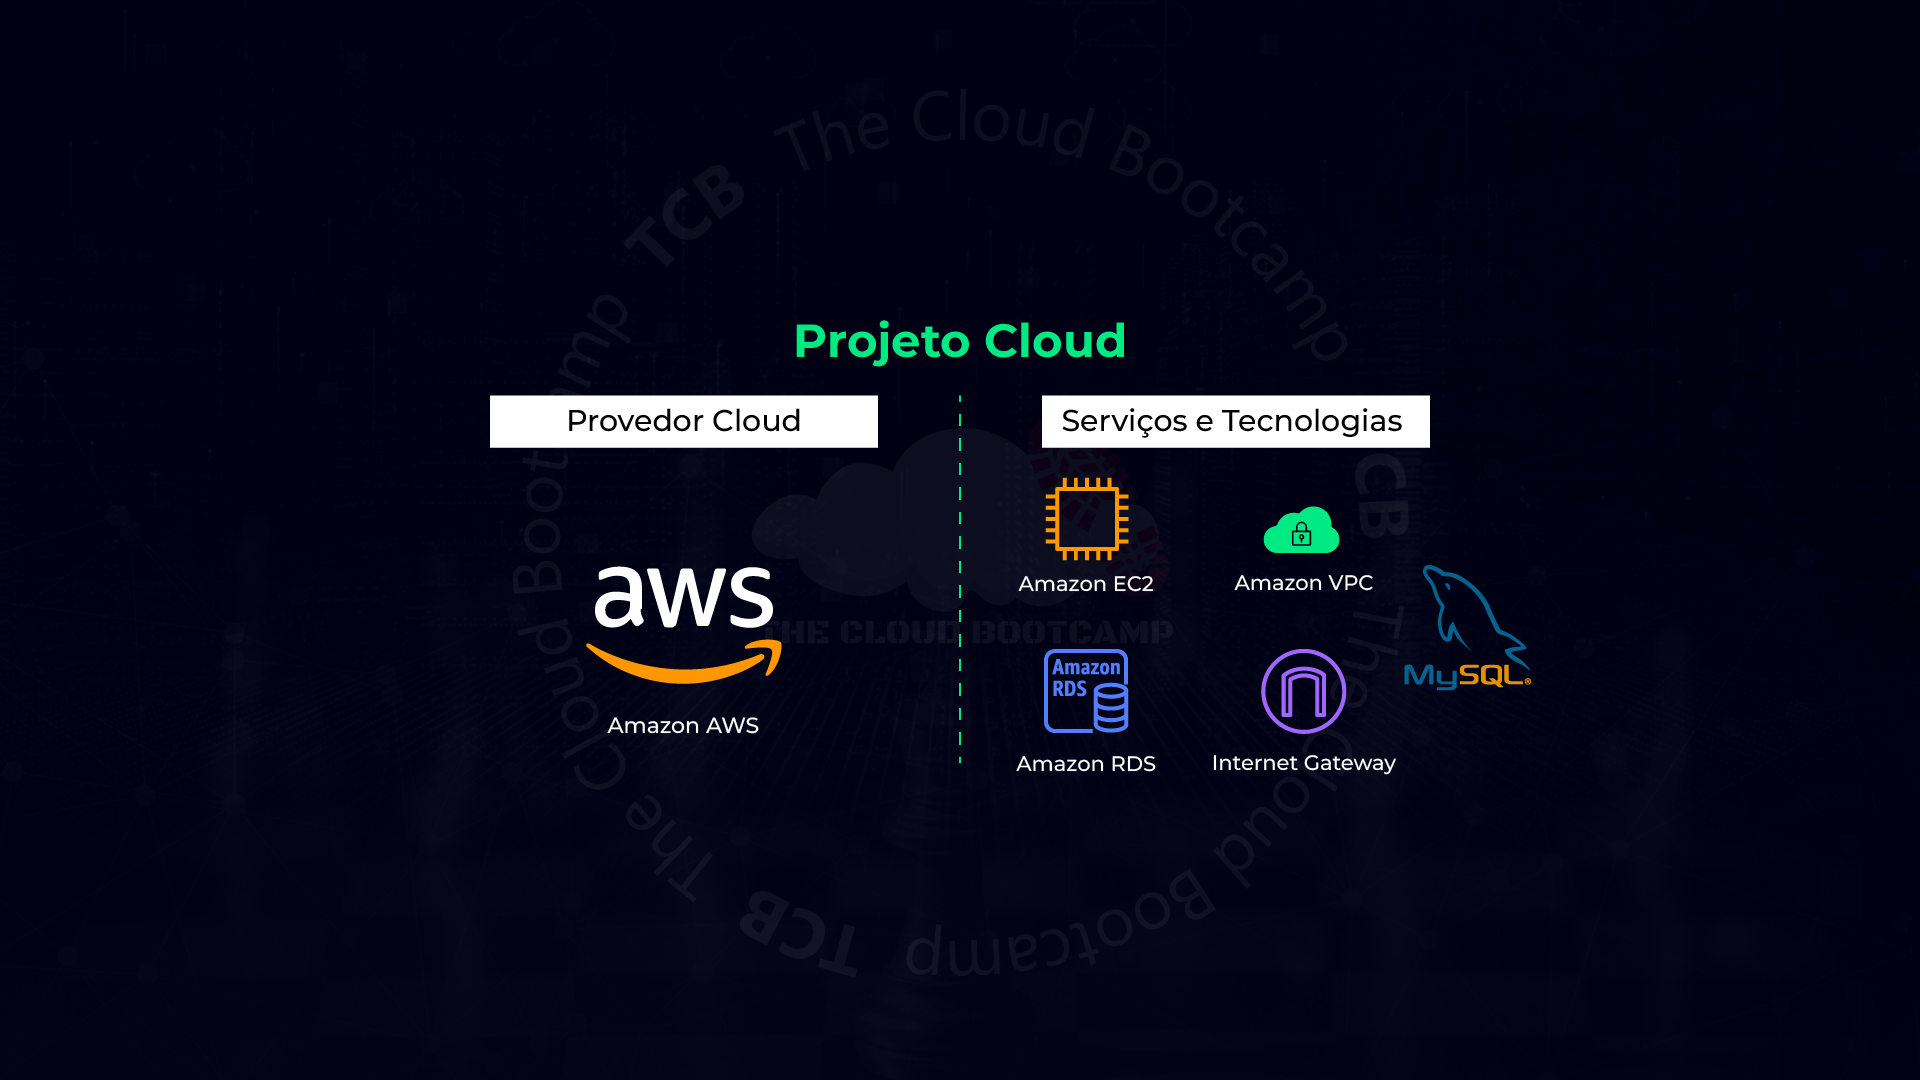 Projeto Cloud
Provedor Cloud
Serviços e Tecnologias
aws
Amazon AWS
Amazon EC2
Amazon VPC
Amazon
RDS
Amazon RDS
Internet Gateway
MySQL®
THE CLOUD BOOTCAMP
TCB The Cloud Bootcamp
TCB The Cloud Bootcamp
TCB The Cloud Bootcamp